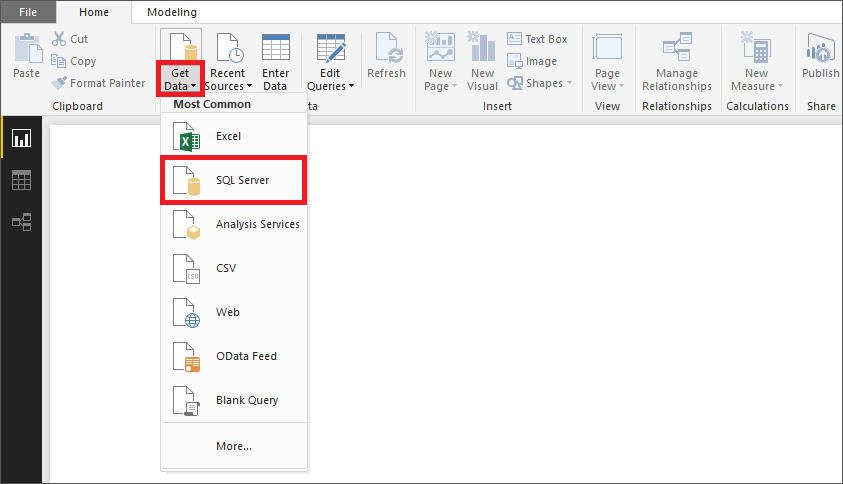 File
Home
Modeling
Paste
Cut
Copy
Format Painter
Clipboard
Get
Data
Recent
Sources
Enter
Data
Edit
Queries
Refresh
ta
New
Page
New
Visual
Text Box
Image
Shapes
Insert
Page
View
View
Manage
Relationships
Relationships
New
Measure
Calculations
Publish
Share
Most Common
Excel
SQL Server
Analysis Services
CSV
CSV
Web
OData Feed
Blank Query
More...